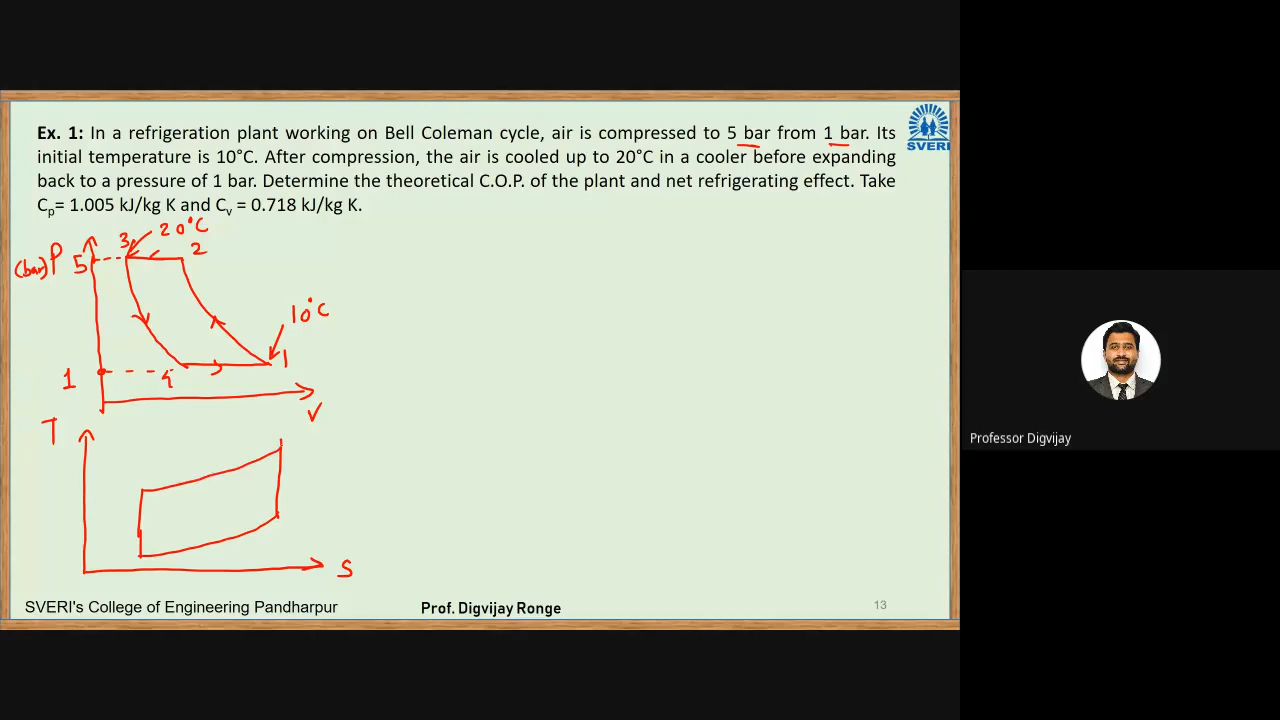 Ex. 1: In a refrigeration plant working on Bell Coleman cycle, air is compressed to 5 bar from 1 bar. Its
initial temperature is 10°C. After compression, the air is cooled up to 20°C in a cooler before expanding
back to a pressure of 1 bar. Determine the theoretical C.O.P. of the plant and net refrigerating effect. Take
Cp= 1.005 kJ/kg K and Cv = 0.718 kJ/kg K.
SVERI
20°C
3
2
(bar) P
5
10°C
1
1
4
V
T
S
SVERI's College of Engineering Pandharpur
Prof. Digvijay Ronge
13
Professor Digvijay